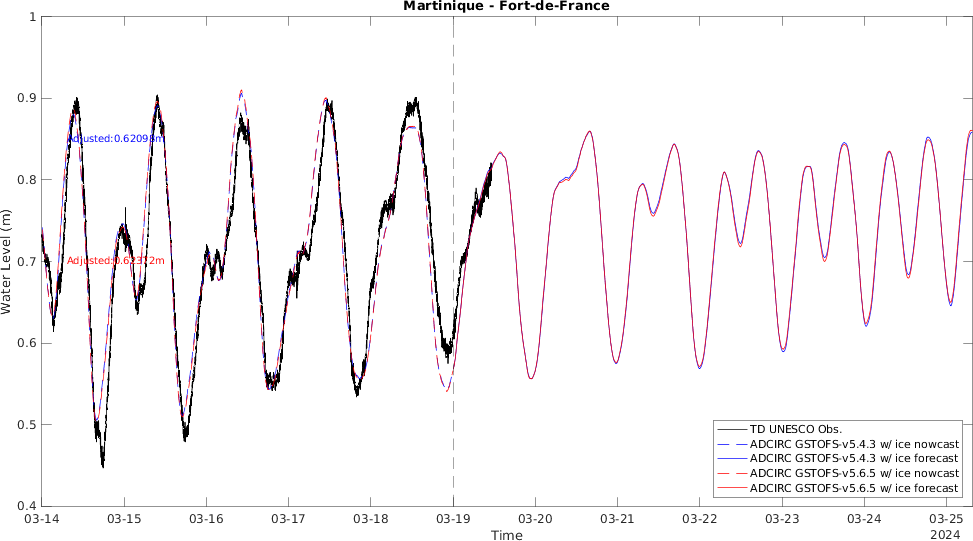 Martinique - Fort-de-France
1
0.9
0.8
0.7
0.6
0.5
0.4
Water Level (m)
Adjusted:0.62098m
Adjusted:0.62372m
TD UNESCO Obs.
ADCIRC GSTOFS-v5.4.3 w/ ice nowcast
ADCIRC GSTOFS-v5.4.3 w/ ice forecast
ADCIRC GSTOFS-v5.6.5 w/ ice nowcast
ADCIRC GSTOFS-v5.6.5 w/ ice forecast
03-14 03-15 03-16 03-17 03-18 03-19 03-20 03-21 03-22 03-23 03-24 03-25
Time
2024